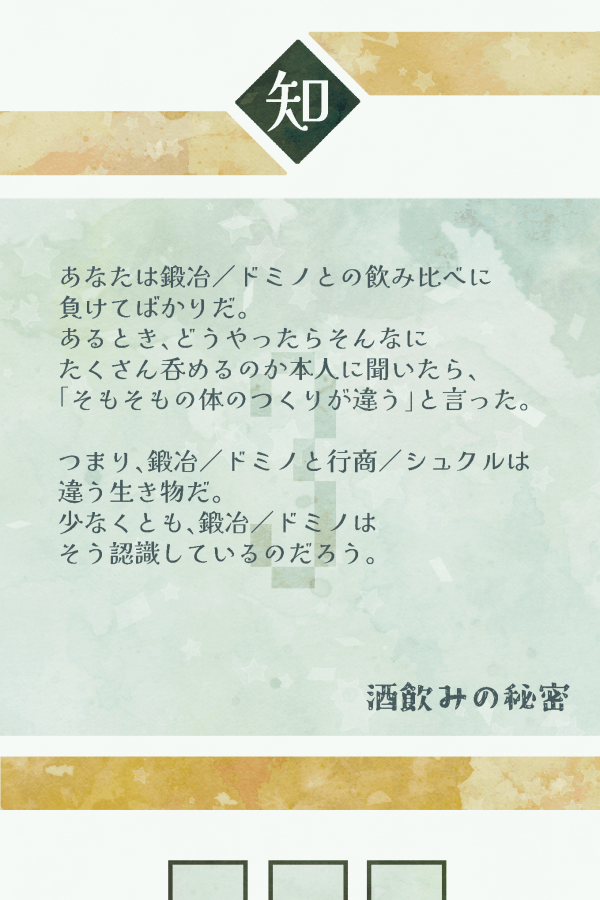 知
あなたは鍛冶／ドミノとの飲み比べに
負けてばかりだ。
あるとき、どうやったらそんなに
たくさん呑めるのか本人に聞いたら、
「そもそもの体のつくりが違う」と言った。
つまり、鍛冶／ドミノと行商／シュクルは
違う生き物だ。
少なくとも、鍛冶／ドミノは
そう認識しているのだろう。
酒飲みの秘密